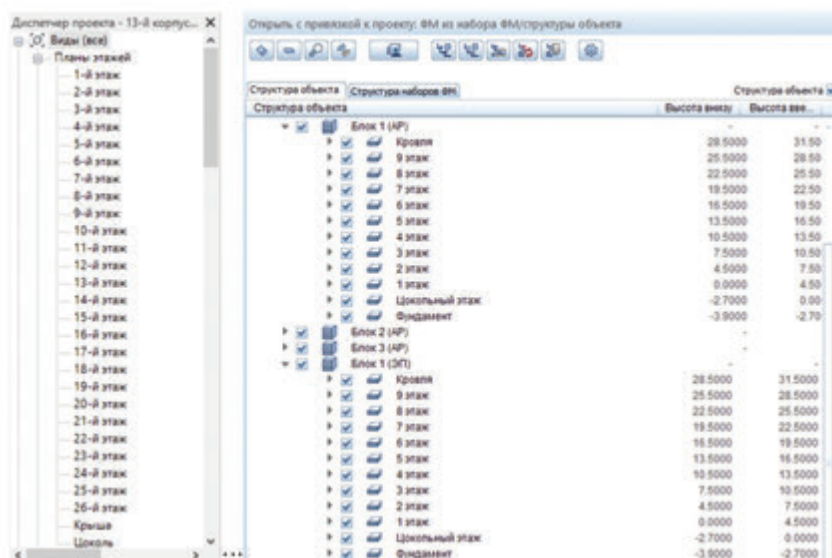 Диспетчер проекта - 13-й корпус...
Виды (все)
Планы этажей
1-й этаж
2-й этаж
3-й этаж
4-й этаж
5-й этаж
6-й этаж
7-й этаж
8-й этаж
9-й этаж
10-й этаж
11-й этаж
12-й этаж
13-й этаж
14-й этаж
15-й этаж
16-й этаж
17-й этаж
18-й этаж
19-й этаж
20-й этаж
21-й этаж
22-й этаж
23-й этаж
24-й этаж
25-й этаж
26-й этаж
Крыша
Цоколь
Открыть с привязкой к проекту: ФМ из набора ФМ/структуры объекта
Структура объекта Структура наборов ФМ Структура объекта
Структура объекта Высота внизу Высота вве...
Блок 1 (АР) - -
Кровля 28.5000 31.50
9 этаж 25.5000 28.50
8 этаж 22.5000 25.50
7 этаж 19.5000 22.50
6 этаж 16.5000 19.50
5 этаж 13.5000 16.50
4 этаж 10.5000 13.50
3 этаж 7.5000 10.50
2 этаж 4.5000 7.50
1 этаж 0.0000 4.50
Цокольный этаж -2.7000 0.00
Фундамент -3.9000 -2.70
Блок 2 (АР) -
Блок 3 (АР) -
Блок 1 (ЭП) - -
Кровля 28.5000 31.5000
9 этаж 25.5000 28.5000
8 этаж 22.5000 25.5000
7 этаж 19.5000 22.5000
6 этаж 16.5000 19.5000
5 этаж 13.5000 16.5000
4 этаж 10.5000 13.5000
3 этаж 7.5000 10.5000
2 этаж 4.5000 7.5000
1 этаж 0.0000 4.5000
Цокольный этаж -2.7000 0.0000
Фундамент -3.9000 -2.7000